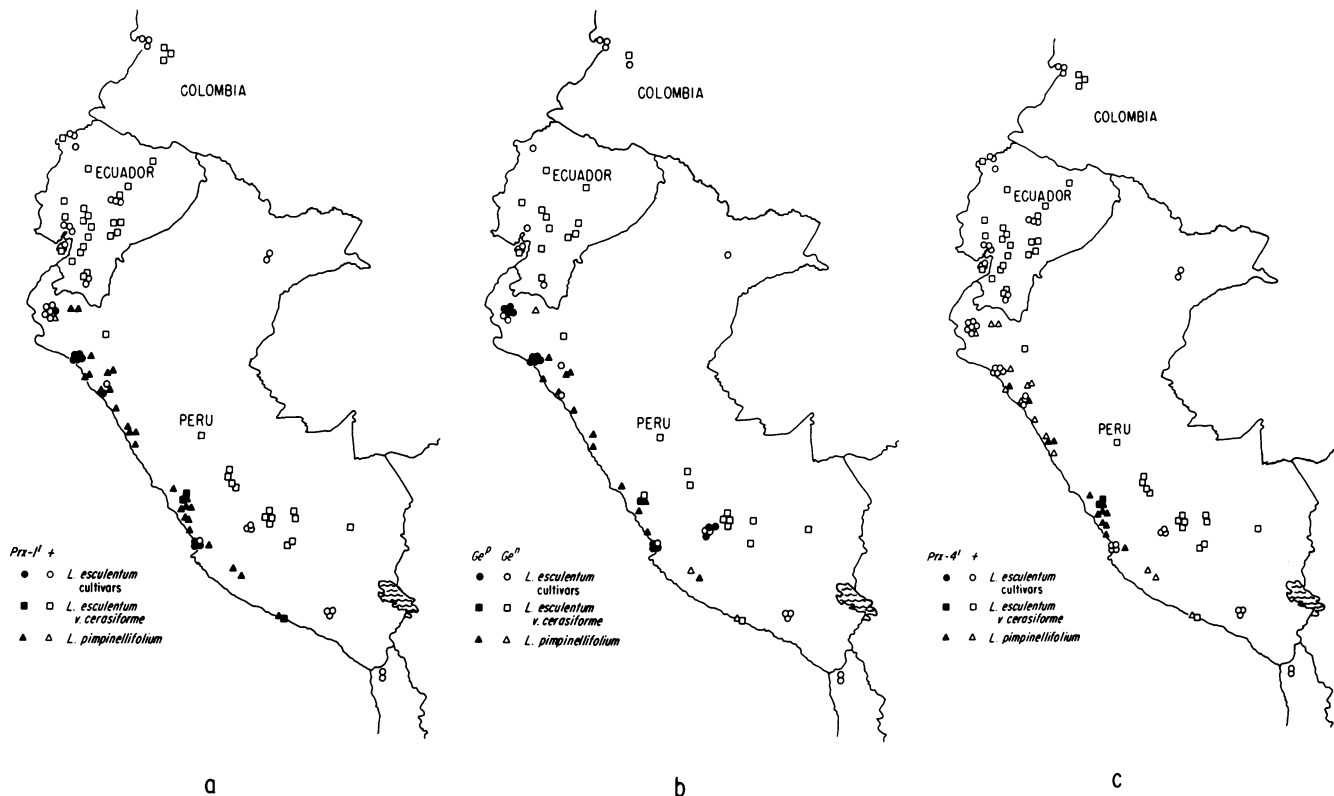 COLOMBIA
ECUADOR
PERU
Prx-1¹ +
L. esculentum
cultivars
L. esculentum
v. cerasiforme
L. pimpinellifolium
a
COLOMBIA
ECUADOR
PERU
Geᵖ Geⁿ
L. esculentum
cultivars
L. esculentum
v. cerasiforme
L. pimpinellifolium
b
COLOMBIA
ECUADOR
PERU
Prx-4¹ +
L. esculentum
cultivars
L. esculentum
v. cerasiforme
L. pimpinellifolium
c